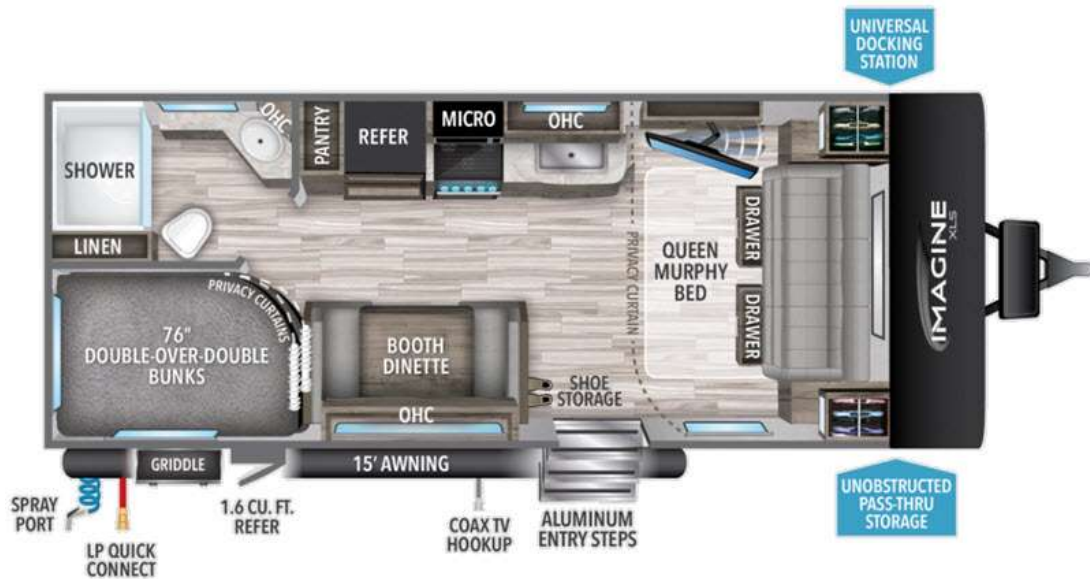 UNIVERSAL
DOCKING
STATION
SHOWER
OHC
PANTRY
REFER
MICRO
OHC
LINEN
PRIVACY CURTAINS
76"
DOUBLE-OVER-DOUBLE
BUNKS
BOOTH
DINETTE
OHC
SHOE
STORAGE
PRIVACY CURTAIN
QUEEN
MURPHY
BED
DRAWER
DRAWER
IMAGINE
XLS
GRIDDLE
15' AWNING
SPRAY
PORT
LP QUICK
CONNECT
1.6 CU. FT.
REFER
COAX TV
HOOKUP
ALUMINUM
ENTRY STEPS
UNOBSTRUCTED
PASS-THRU
STORAGE